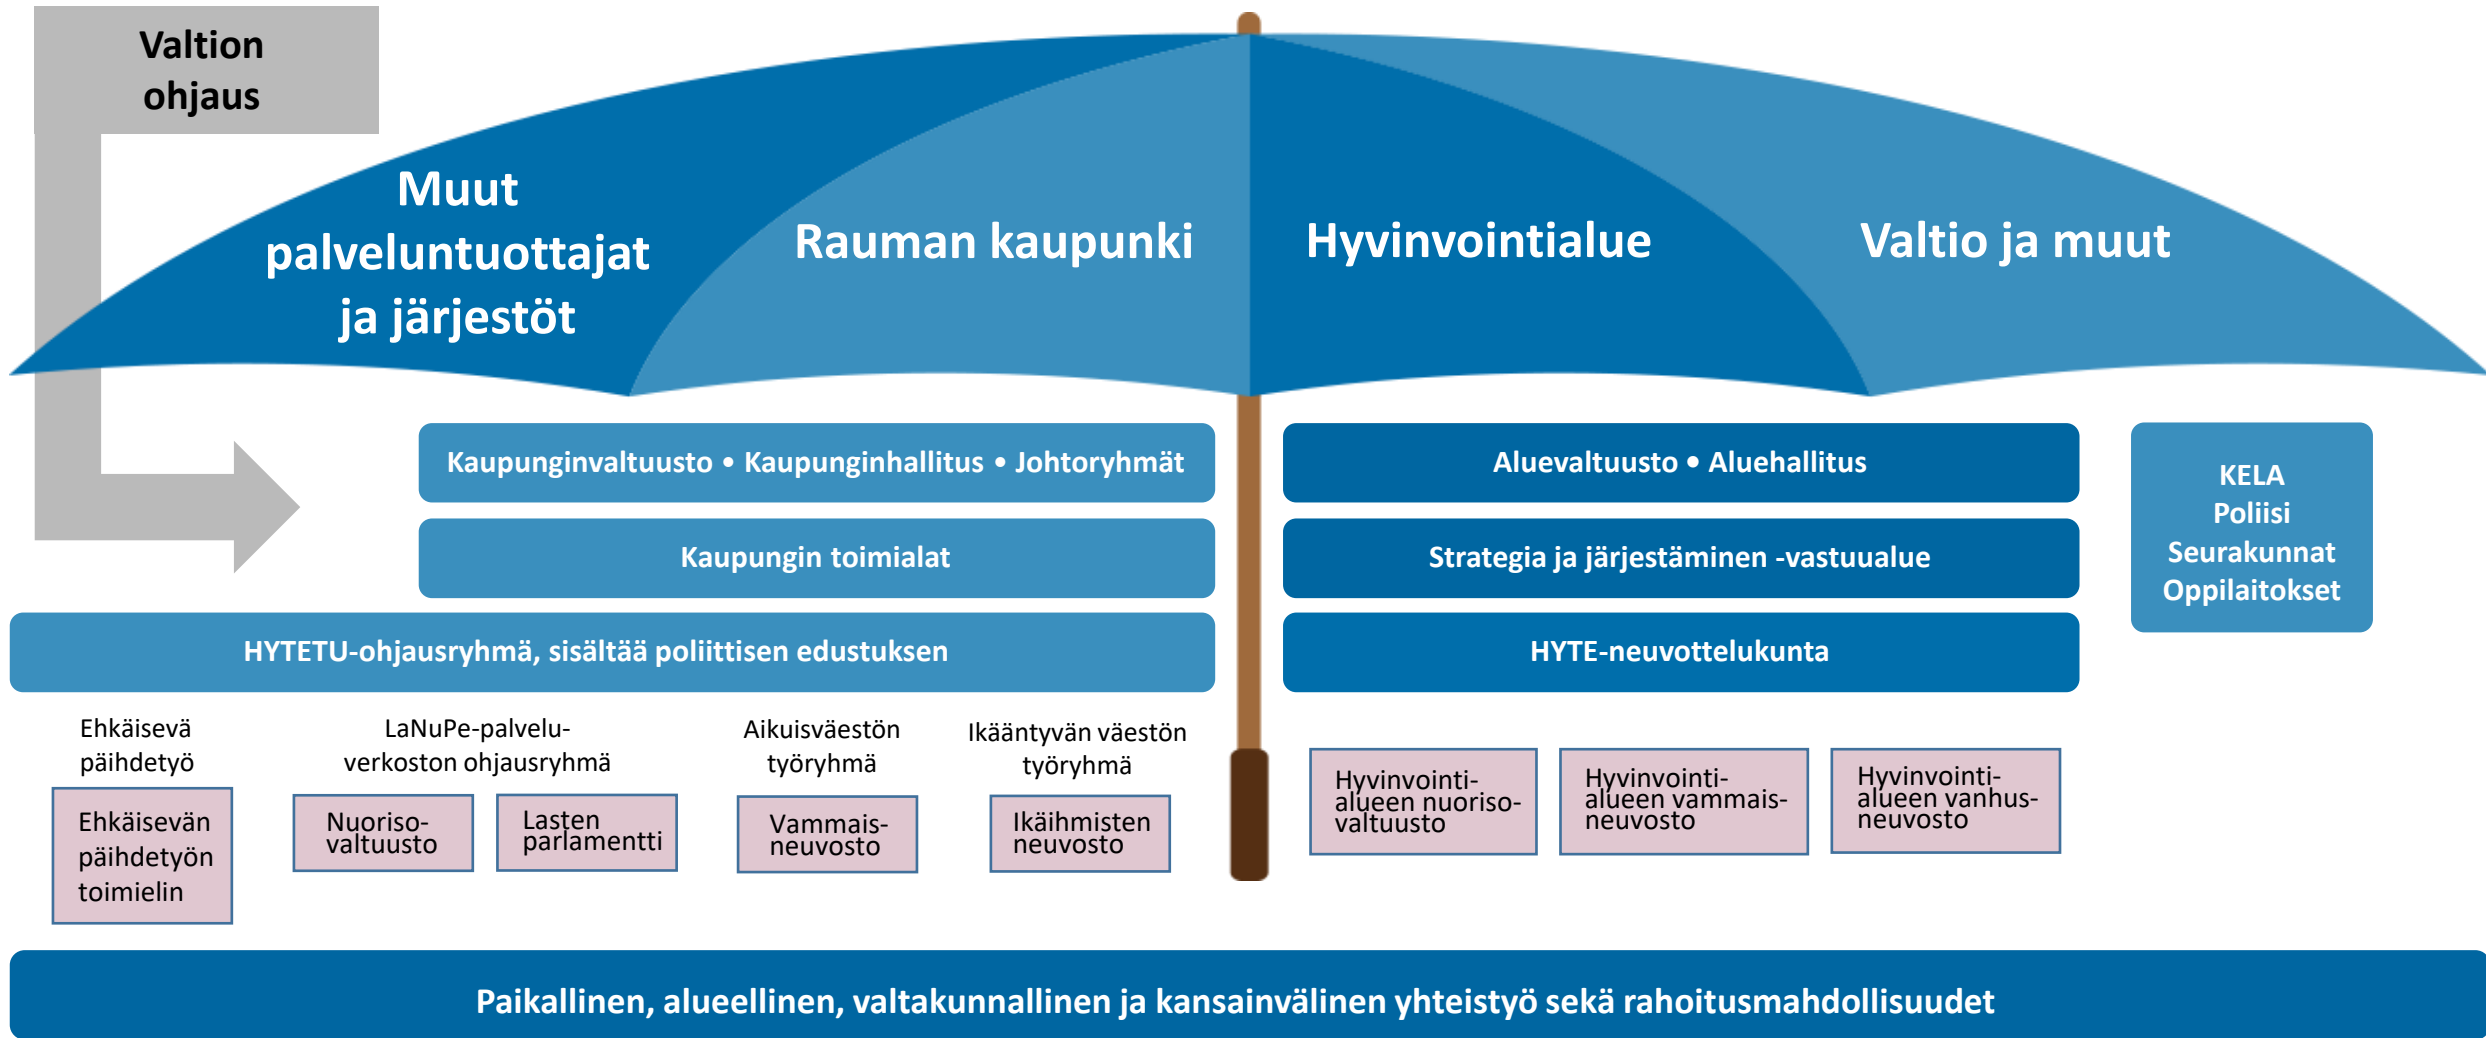 Valtion
ohjaus
Muut
palveluntuottajat
ja järjestöt
Rauman kaupunki
Hyvinvointialue
Valtio ja muut
Kaupunginvaltuusto • Kaupunginhallitus • Johtoryhmät
Aluevaltuusto • Aluehallitus
KELA
Poliisi
Seurakunnat
Oppilaitokset
Kaupungin toimialat
Strategia ja järjestäminen -vastuualue
HYTETU-ohjausryhmä, sisältää poliittisen edustuksen
HYTE-neuvottelukunta
Ehkäisevä
päihdetyö
LaNuPe-palvelu-
verkoston ohjausryhmä
Aikuisväestön
työryhmä
Ikääntyvän väestön
työryhmä
Ehkäisevän
päihdetyön
toimielin
Nuoriso-
valtuusto
Lasten
parlamentti
Vammais-
neuvosto
Ikäihmisten
neuvosto
Hyvinvointi-
alueen nuoriso-
valtuusto
Hyvinvointi-
alueen vammais-
neuvosto
Hyvinvointi-
alueen vanhus-
neuvosto
Paikallinen, alueellinen, valtakunnallinen ja kansainvälinen yhteistyö sekä rahoitusmahdollisuudet